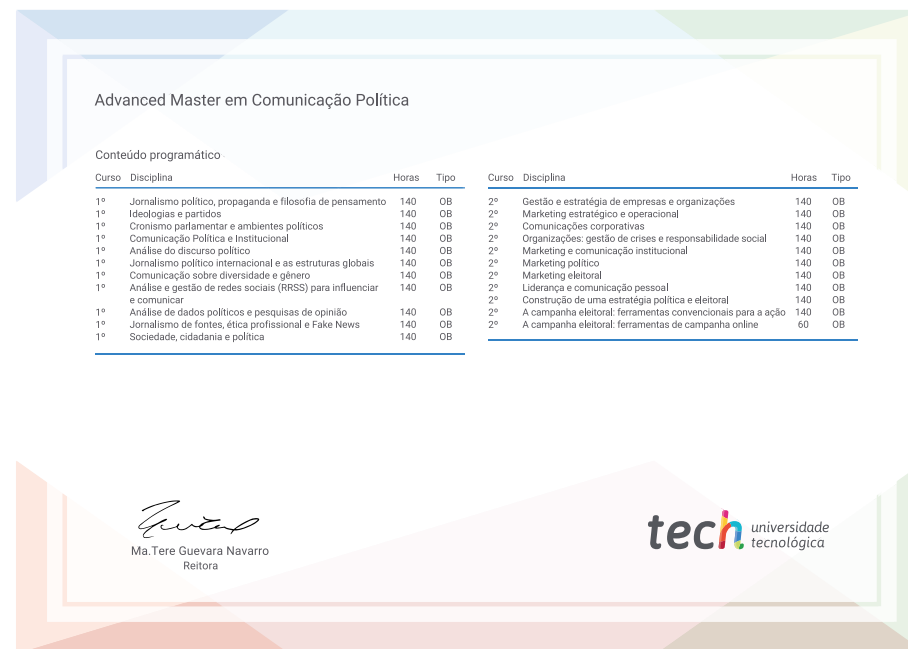 Advanced Master em Comunicação Política
Conteúdo programático
Curso Disciplina Horas Tipo
1º Jornalismo político, propaganda e filosofia de pensamento 140 OB
1º Ideologias e partidos 140 OB
1º Cronismo parlamentar e ambientes políticos 140 OB
1º Comunicação Política e Institucional 140 OB
1º Análise do discurso político 140 OB
1º Jornalismo político internacional e as estruturas globais 140 OB
1º Comunicação sobre diversidade e gênero 140 OB
1º Análise e gestão de redes sociais (RRSS) para influenciar 140 OB
e comunicar
1º Análise de dados políticos e pesquisas de opinião 140 OB
1º Jornalismo de fontes, ética profissional e Fake News 140 OB
1º Sociedade, cidadania e política 140 OB
Curso Disciplina Horas Tipo
2º Gestão e estratégia de empresas e organizações 140 OB
2º Marketing estratégico e operacional 140 OB
2º Comunicações corporativas 140 OB
2º Organizações: gestão de crises e responsabilidade social 140 OB
2º Marketing e comunicação institucional 140 OB
2º Marketing político 140 OB
2º Marketing eleitoral 140 OB
2º Liderança e comunicação pessoal 140 OB
2º Construção de uma estratégia política e eleitoral 140 OB
2º A campanha eleitoral: ferramentas convencionais para a ação 140 OB
2º A campanha eleitoral: ferramentas de campanha online 60 OB
Ma.Tere Guevara Navarro
Reitora
tech universidade
tecnológica